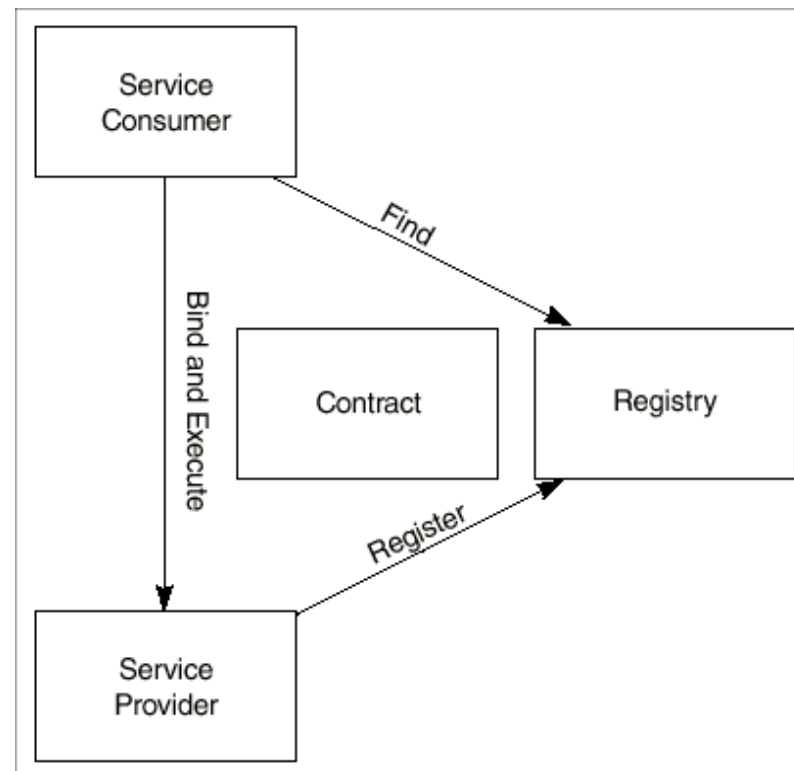 Service
Consumer
Find
Bind and Execute
Contract
Registry
Register
Service
Provider